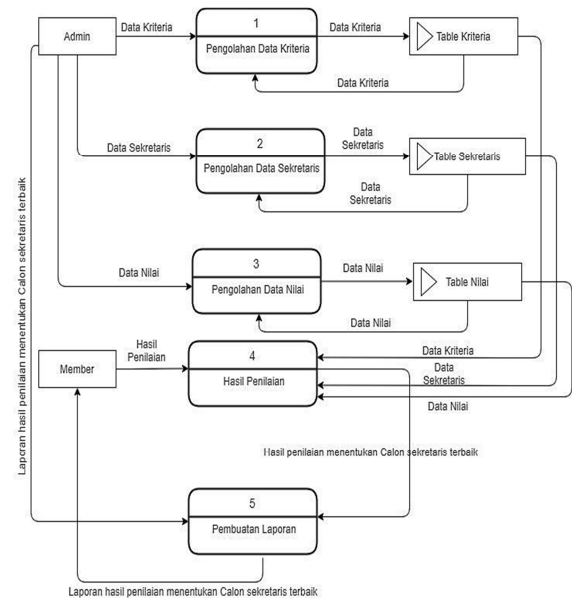 Admin
Data Kriteria
1
Pengolahan Data Kriteria
Data Kriteria
Table Kriteria
Data Kriteria
Data Sekretaris
2
Pengolahan Data Sekretaris
Data
Sekretaris
Table Sekretaris
Data
Sekretaris
Data Nilai
3
Pengolahan Data Nilai
Data Nilai
Table Nilai
Data Nilai
Laporan hasil penilaian menentukan Calon sekretaris terbaik
Member
Hasil
Penilaian
4
Hasil Penilaian
Data Kriteria
Data
Sekretaris
Data Nilai
Hasil penilaian menentukan Calon sekretaris terbaik
5
Pembuatan Laporan
Laporan hasil penilaian menentukan Calon sekretaris terbaik